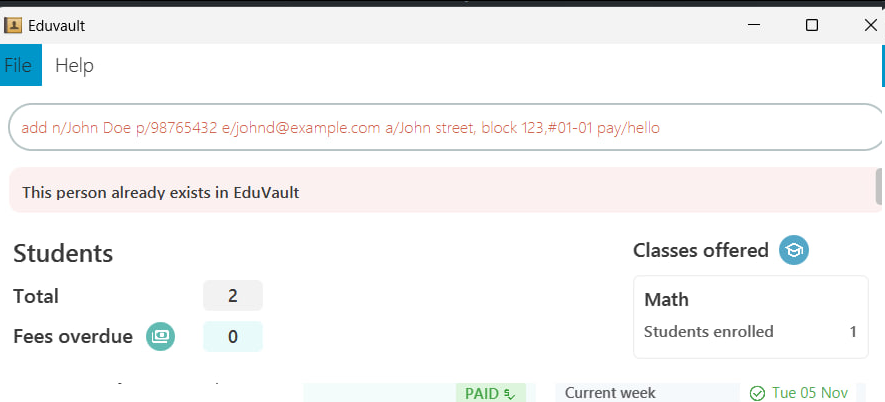 Eduvault
File Help
add n/John Doe p/98765432 e/johnd@example.com a/John street, block 123,#01-01 pay/hello
This person already exists in EduVault
Students
Total 2
Fees overdue 0
Classes offered
Math
Students enrolled 1
PAID
Current week Tue 05 Nov